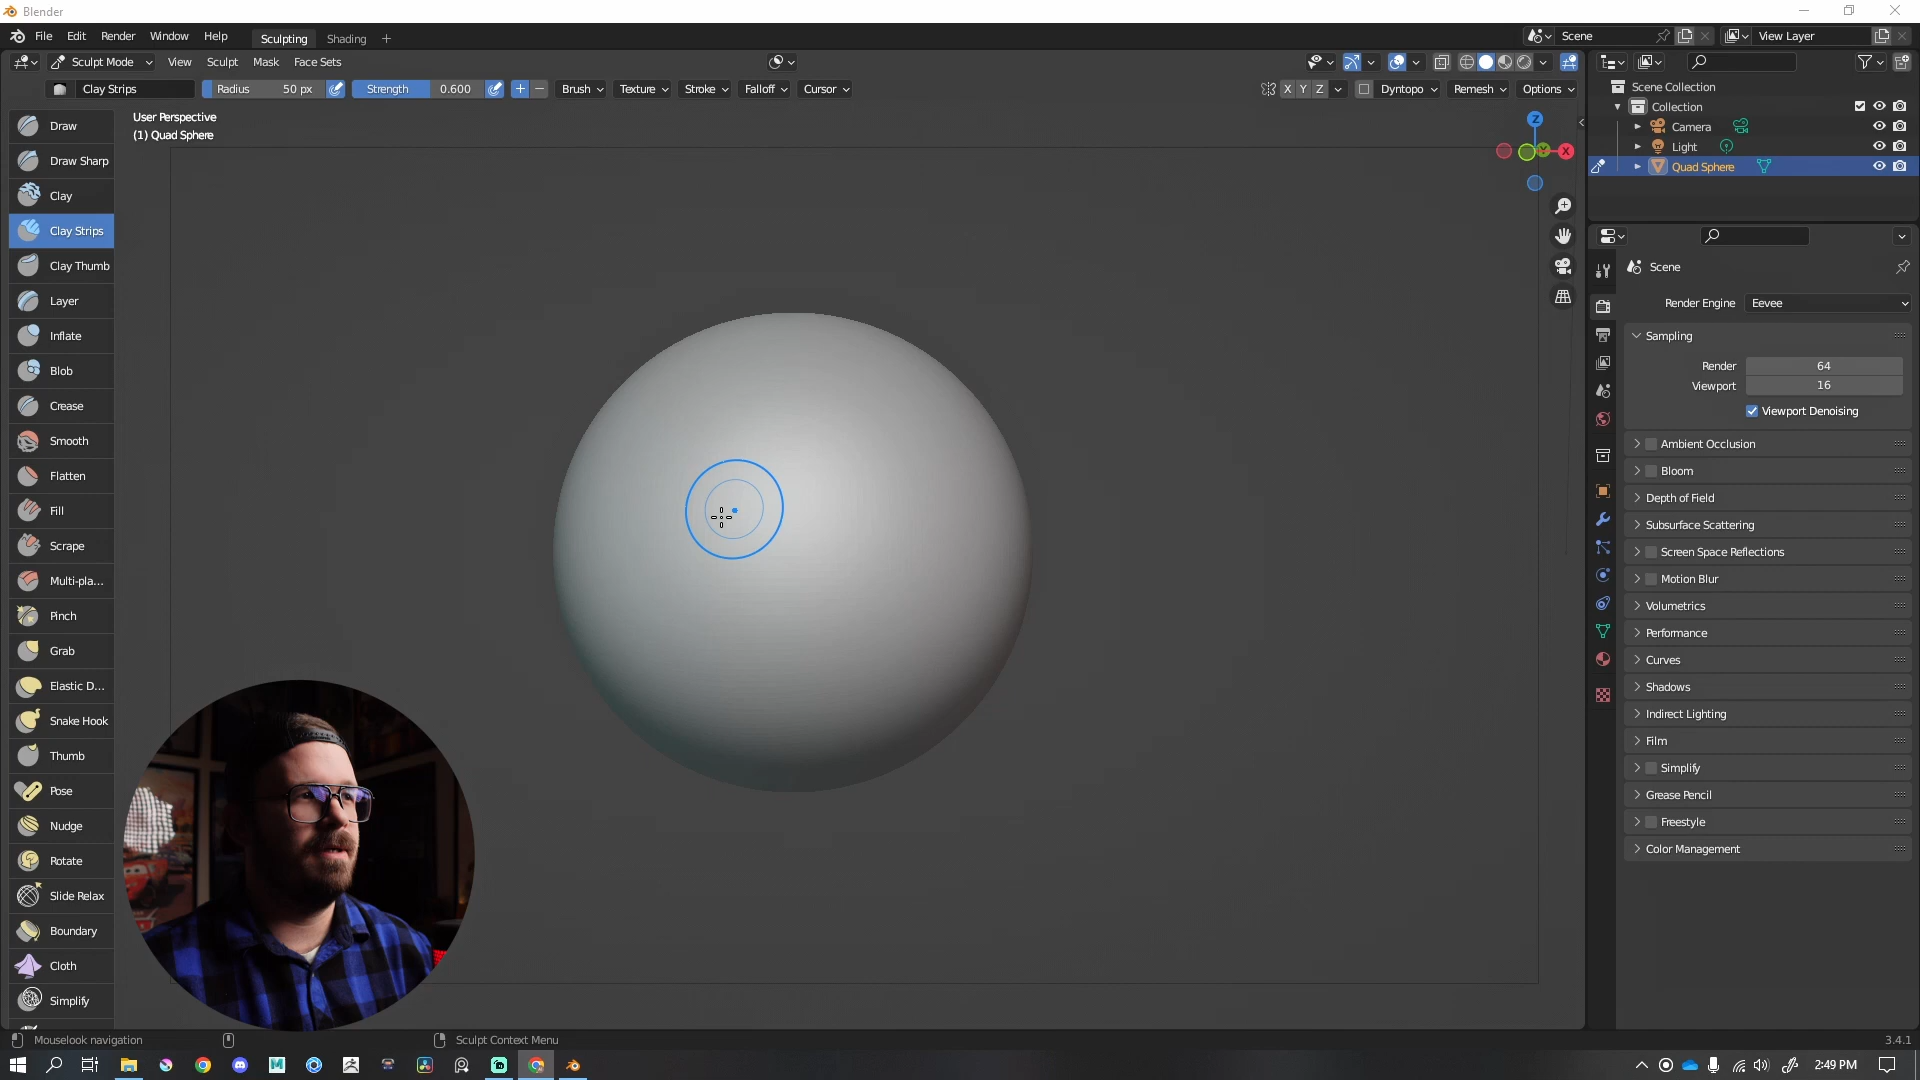 Blender
File Edit Render Window Help Sculpting Shading + Scene View Layer
Sculpt Mode View Sculpt Mask Face Sets
Clay Strips Radius 50 px Strength 0.600 Brush Texture Stroke Falloff Cursor X Y Z Dyntopo Remesh Options
User Perspective
(1) Quad Sphere
Draw
Draw Sharp
Clay
Clay Strips
Clay Thumb
Layer
Inflate
Blob
Crease
Smooth
Flatten
Fill
Scrape
Multi-pla...
Pinch
Grab
Elastic D...
Snake Hook
Thumb
Pose
Nudge
Rotate
Slide Relax
Boundary
Cloth
Simplify
Z
Y
X
Scene Collection
Collection
Camera
Light
Quad Sphere
Scene
Render Engine Eevee
Sampling
Render 64
Viewport 16
Viewport Denoising
Ambient Occlusion
Bloom
Depth of Field
Subsurface Scattering
Screen Space Reflections
Motion Blur
Volumetrics
Performance
Curves
Shadows
Indirect Lighting
Film
Simplify
Grease Pencil
Freestyle
Color Management
Mouselook navigation Sculpt Context Menu 3.4.1
2:49 PM